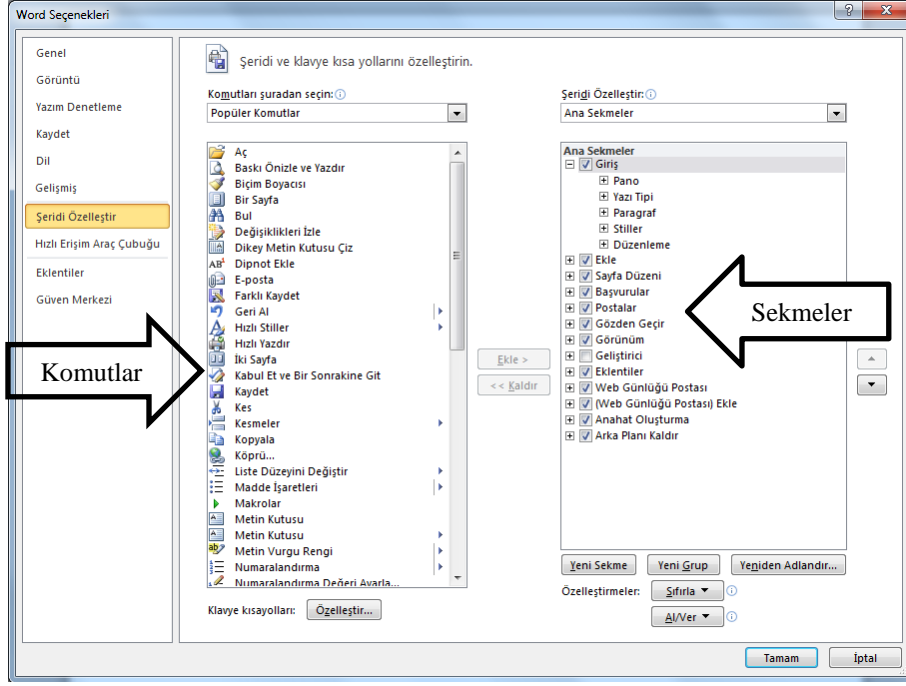 Word Seçenekleri
Genel
Görüntü
Yazım Denetleme
Kaydet
Dil
Gelişmiş
Şeridi Özelleştir
Hızlı Erişim Araç Çubuğu
Eklentiler
Güven Merkezi
Şeridi ve klavye kısa yollarını özelleştirin.
Komutları şuradan seçin:
Popüler Komutlar
Aç
Baskı Önizle ve Yazdır
Biçim Boyacısı
Bir Sayfa
Bul
Değişiklikleri İzle
Dikey Metin Kutusu Çiz
Dipnot Ekle
E-posta
Farklı Kaydet
Geri Al
Hızlı Stiller
Hızlı Yazdır
İki Sayfa
Kabul Et ve Bir Sonrakine Git
Kaydet
Kes
Kesmeler
Kopyala
Köprü...
Liste Düzeyini Değiştir
Madde İşaretleri
Makrolar
Metin Kutusu
Metin Kutusu
Metin Vurgu Rengi
Numaralandırma
Numaralandırma Değeri Ayarla...
Klavye kısayolları:
Özelleştir...
Komutlar
Ekle >
<< Kaldır
Şeridi Özelleştir:
Ana Sekmeler
Ana Sekmeler
Giriş
Pano
Yazı Tipi
Paragraf
Stiller
Düzenleme
Ekle
Sayfa Düzeni
Başvurular
Postalar
Gözden Geçir
Görünüm
Geliştirici
Eklentiler
Web Günlüğü Postası
(Web Günlüğü Postası) Ekle
Anahat Oluşturma
Arka Planı Kaldır
Sekmeler
Yeni Sekme
Yeni Grup
Yeniden Adlandır...
Özelleştirmeler:
Sıfırla
Al/Ver
Tamam
İptal